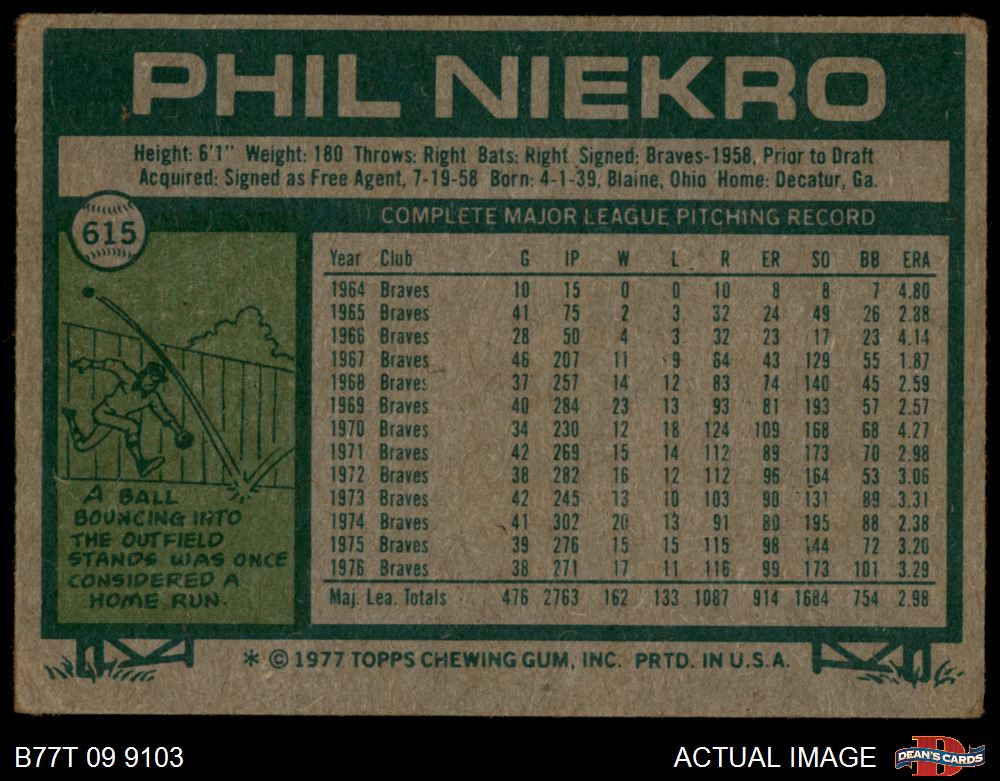 PHIL NIEKRO
Height: 6'1" Weight: 180 Throws: Right Bats: Right Signed: Braves-1958, Prior to Draft
Acquired: Signed as Free Agent, 7-19-58 Born: 4-1-39, Blaine, Ohio Home: Decatur, Ga.
615
COMPLETE MAJOR LEAGUE PITCHING RECORD
Year Club G IP W L R ER SO BB ERA
1964 Braves 10 15 0 0 10 8 8 7 4.80
1965 Braves 41 75 2 3 32 24 49 26 2.88
1966 Braves 28 50 4 3 32 23 17 23 4.14
1967 Braves 46 207 11 9 64 43 129 55 1.87
1968 Braves 37 257 14 12 83 74 140 45 2.59
1969 Braves 40 284 23 13 93 81 193 57 2.57
1970 Braves 34 230 12 18 124 109 168 68 4.27
1971 Braves 42 269 15 14 112 89 173 70 2.98
1972 Braves 38 282 16 12 112 96 164 53 3.06
1973 Braves 42 245 13 10 103 90 131 89 3.31
1974 Braves 41 302 20 13 91 80 195 88 2.38
1975 Braves 39 276 15 15 115 98 144 72 3.20
1976 Braves 38 271 17 11 116 99 173 101 3.29
Maj. Lea. Totals 476 2763 162 133 1087 914 1684 754 2.98
A BALL
BOUNCING INTO
THE OUTFIELD
STANDS WAS ONCE
CONSIDERED A
HOME RUN.
* © 1977 TOPPS CHEWING GUM, INC. PRTD. IN U.S.A.
B77T 09 9103
ACTUAL IMAGE
D
DEAN'S CARDS